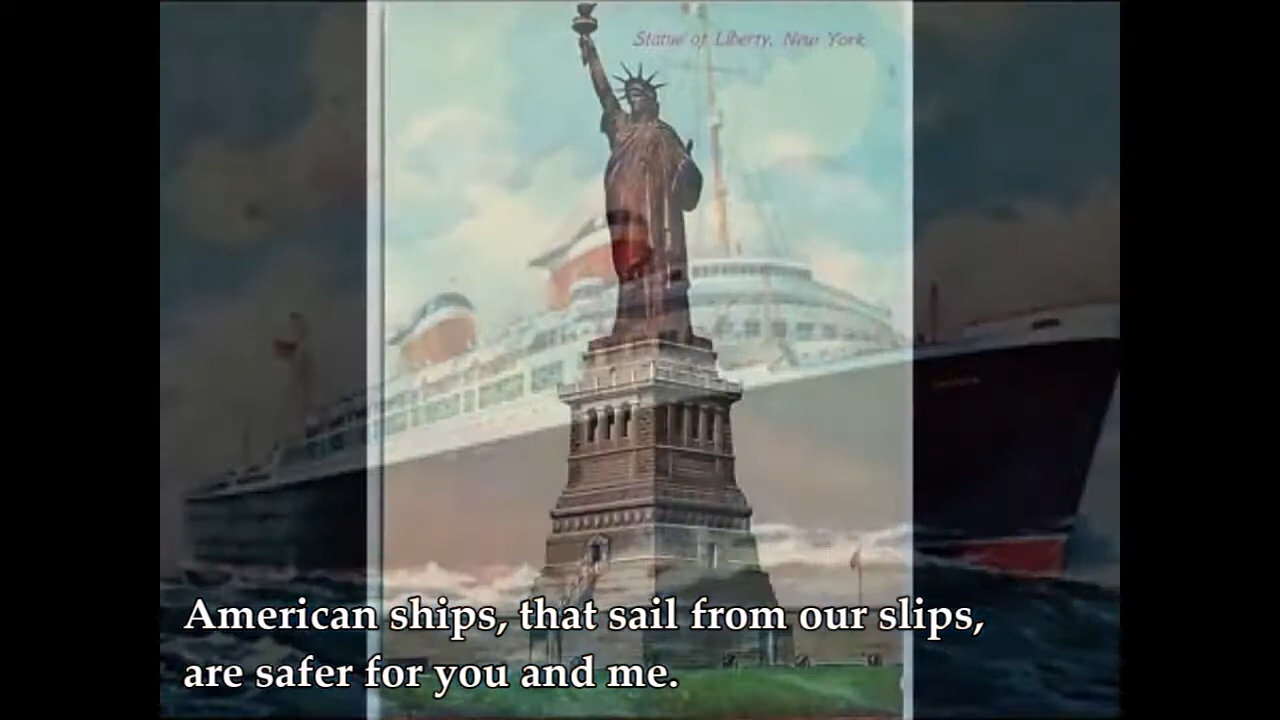 Statue of Liberty, New York
American ships, that sail from our slips,
are safer for you and me.